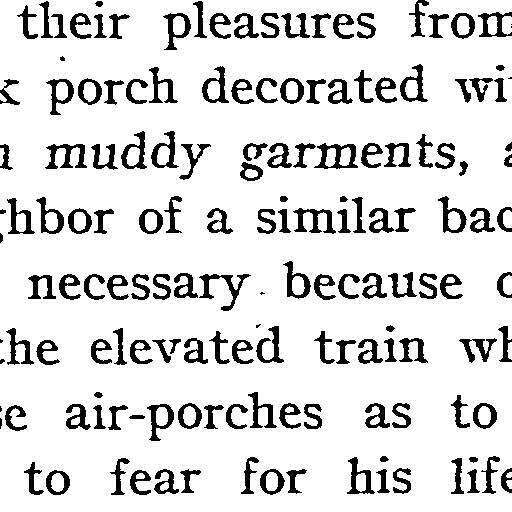 their pleasures from
porch decorated wi
muddy garments, a
ghbor of a similar bac
necessary because o
the elevated train wh
se air-porches as to
to fear for his life